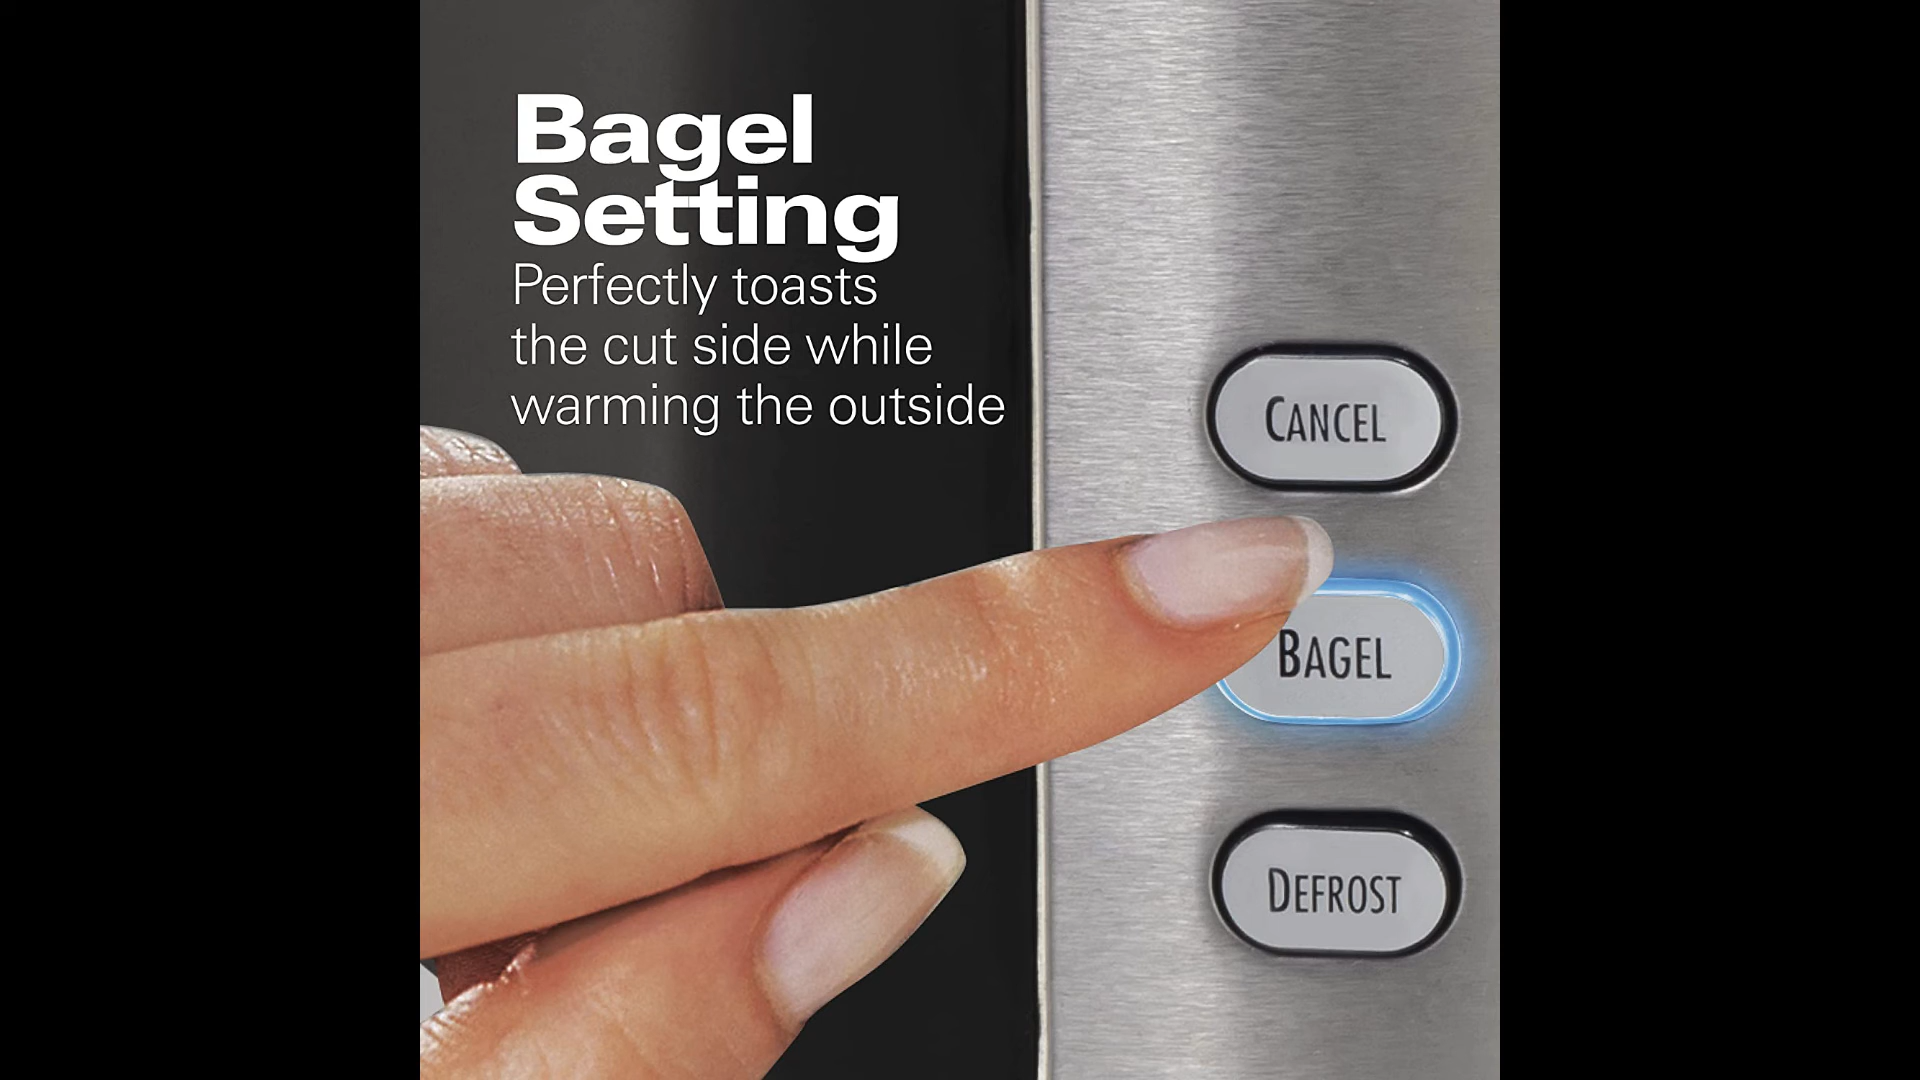 Bagel
Setting
Perfectly toasts
the cut side while
warming the outside
CANCEL
BAGEL
DEFROST